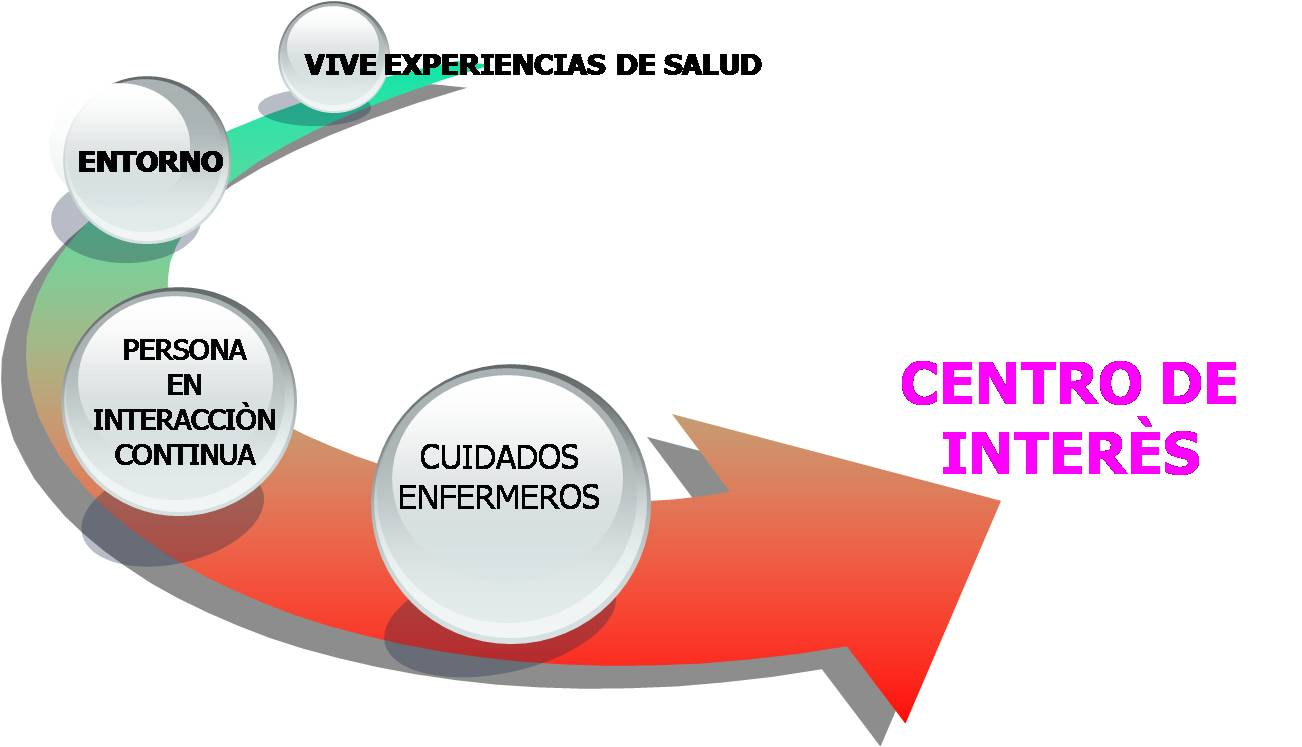 VIVE EXPERIENCIAS DE SALUD
ENTORNO
PERSONA
EN
INTERACCIÒN
CONTINUA
CUIDADOS
ENFERMEROS
CENTRO DE
INTERÈS